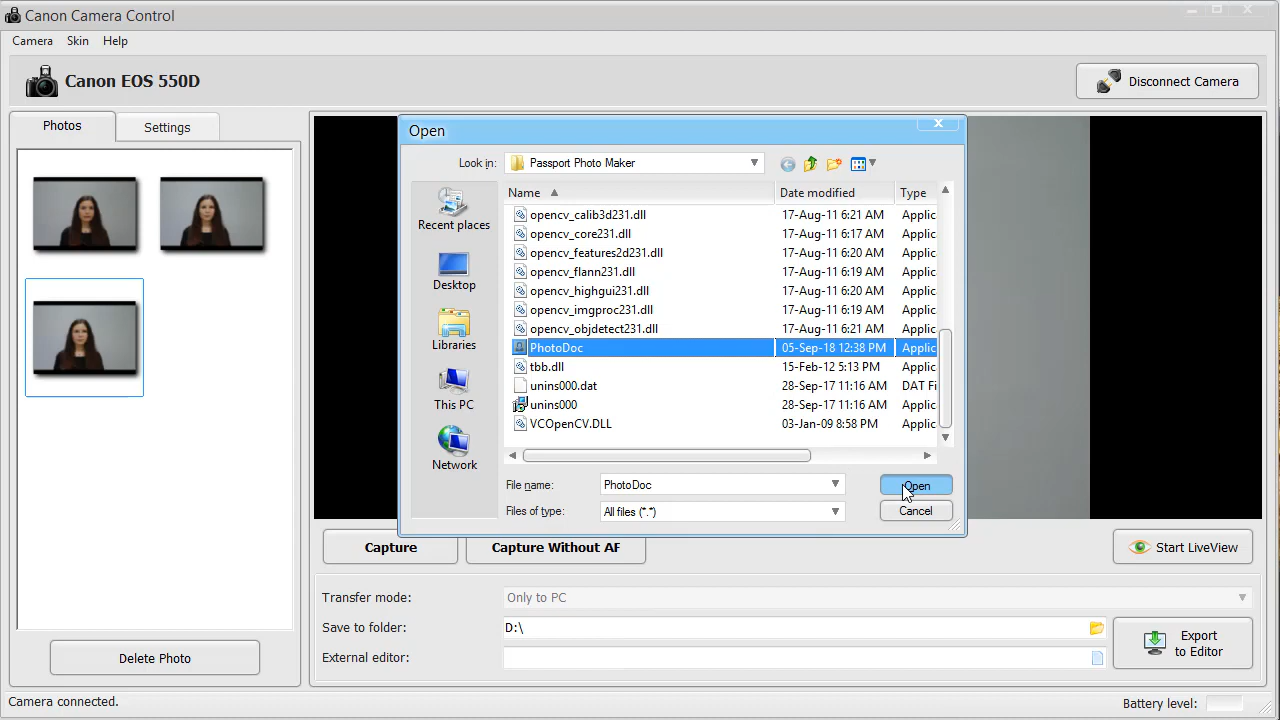 Canon Camera Control
Camera Skin Help
Canon EOS 550D
Disconnect Camera
Photos Settings
Open
Look in: Passport Photo Maker
Name Date modified Type
Recent places
Desktop
Libraries
This PC
Network
opencv_calib3d231.dll 17-Aug-11 6:21 AM Applic
opencv_core231.dll 17-Aug-11 6:17 AM Applic
opencv_features2d231.dll 17-Aug-11 6:20 AM Applic
opencv_flann231.dll 17-Aug-11 6:19 AM Applic
opencv_highgui231.dll 17-Aug-11 6:20 AM Applic
opencv_imgproc231.dll 17-Aug-11 6:19 AM Applic
opencv_objdetect231.dll 17-Aug-11 6:21 AM Applic
PhotoDoc 05-Sep-18 12:38 PM Applic
tbb.dll 15-Feb-12 5:13 PM Applic
unins000.dat 28-Sep-17 11:16 AM DAT Fi
unins000 28-Sep-17 11:16 AM Applic
VCOpenCV.DLL 03-Jan-09 8:58 PM Applic
File name: PhotoDoc Open
Files of type: All files (*.*) Cancel
Capture Capture Without AF Start LiveView
Transfer mode: Only to PC
Save to folder: D:\
External editor:
Export
to Editor
Delete Photo
Camera connected. Battery level: